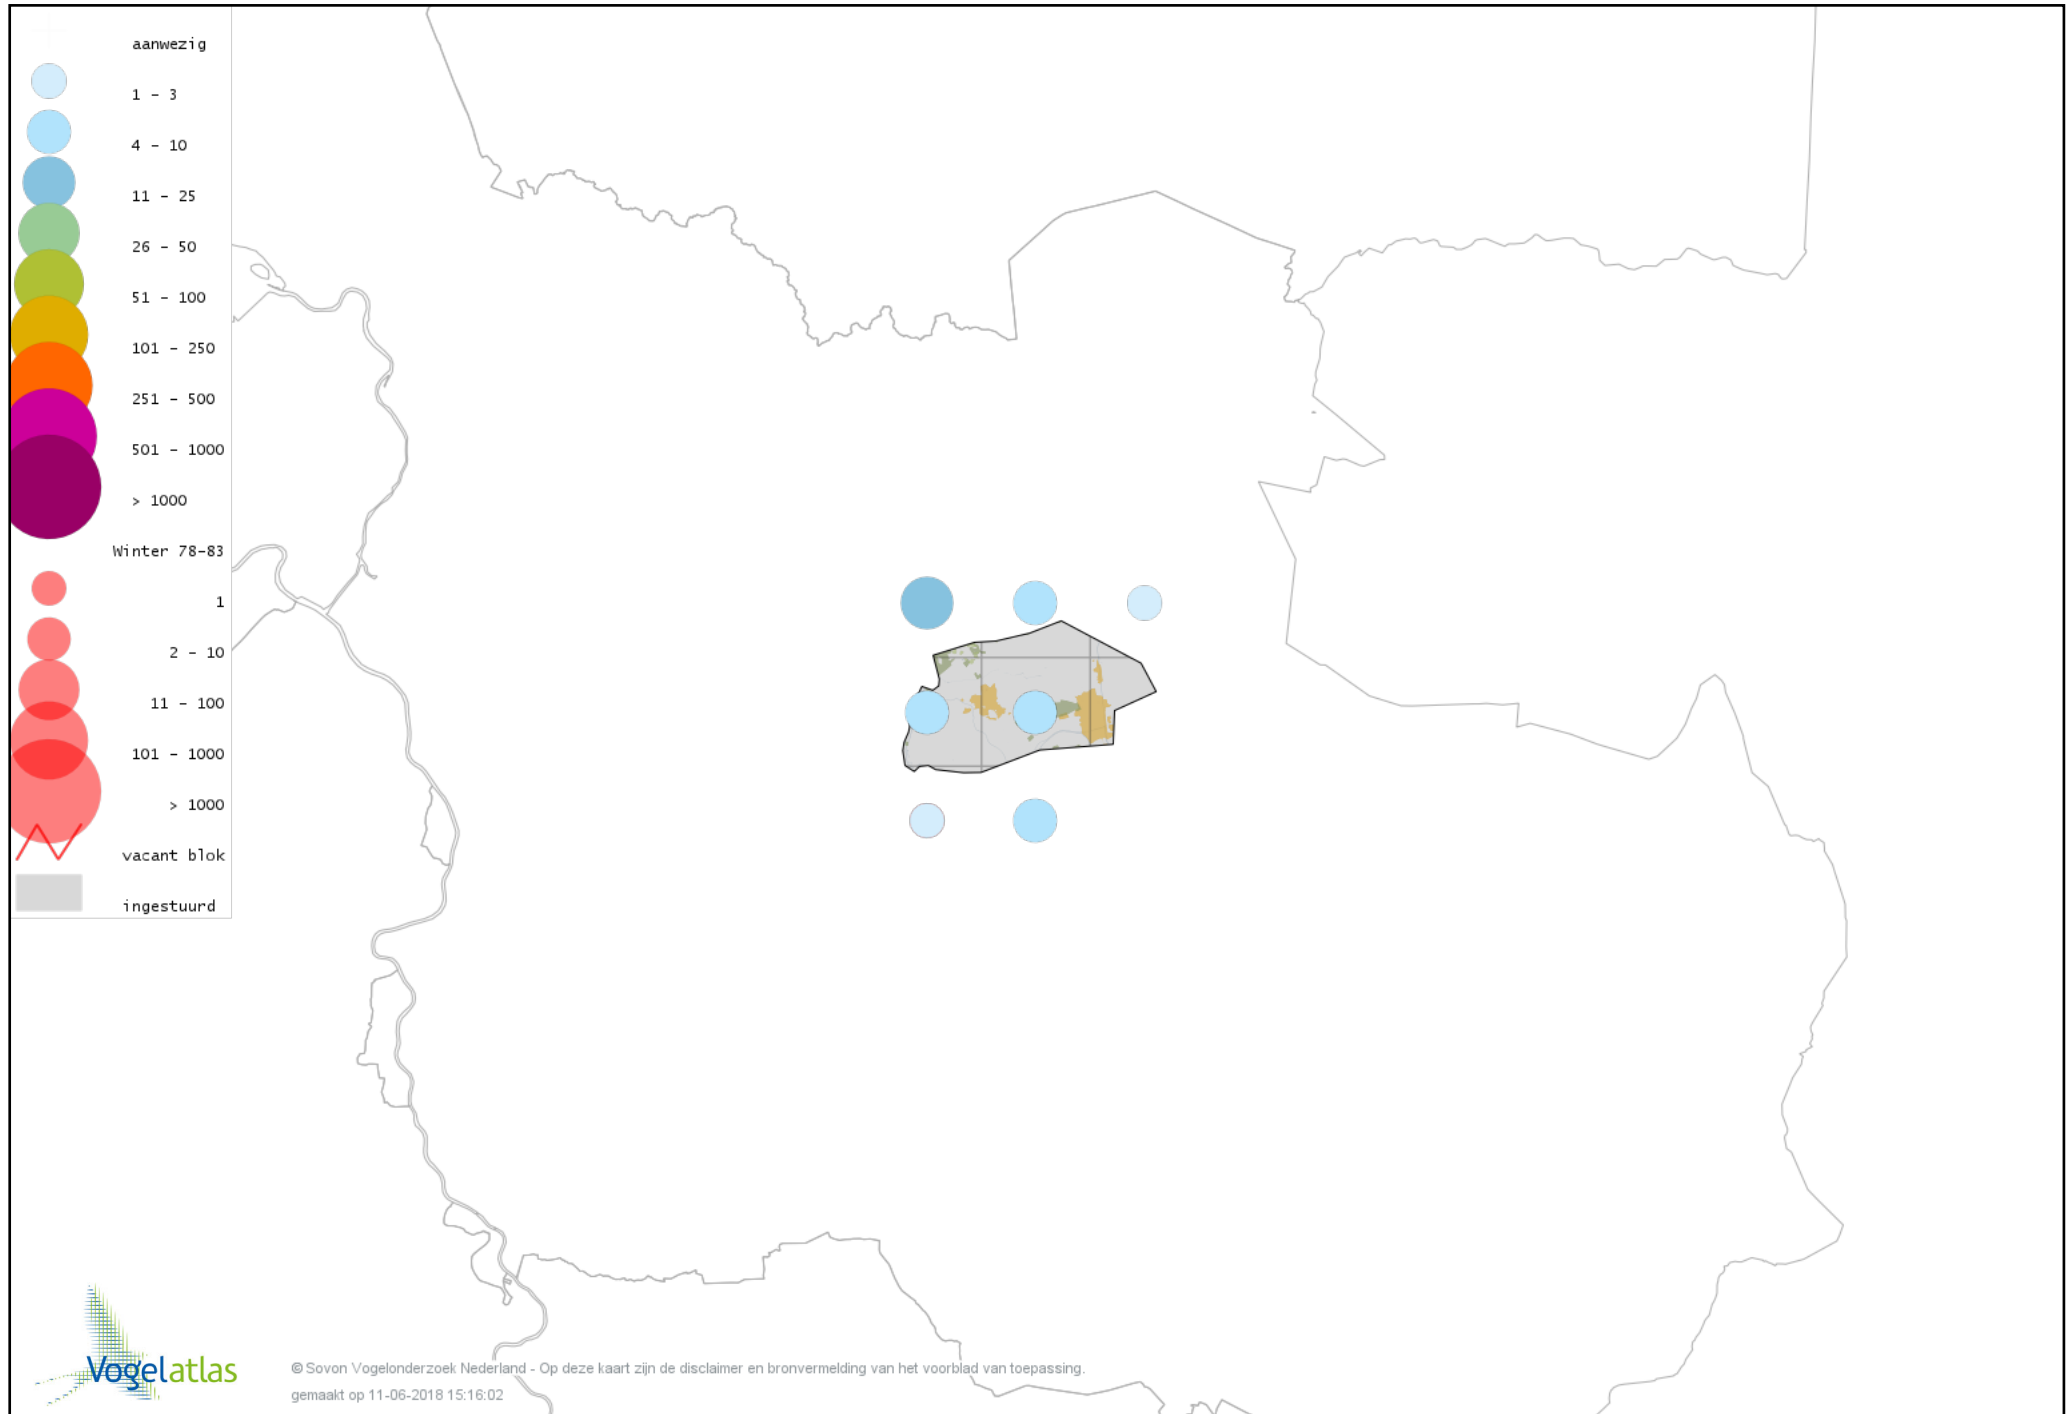 aanwezig
1 - 3
4 - 10
11 - 25
26 - 50
51 - 100
101 - 250
251 - 500
501 - 1000
> 1000
Winter 78-83
1
2 - 10
11 - 100
101 - 1000
> 1000
vacant blok
ingestuurd
Vogelatlas
© Sovon Vogelonderzoek Nederland - Op deze kaart zijn de disclaimer en bronvermelding van het voorblad van toepassing.
gemaakt op 11-06-2018 15:16:02